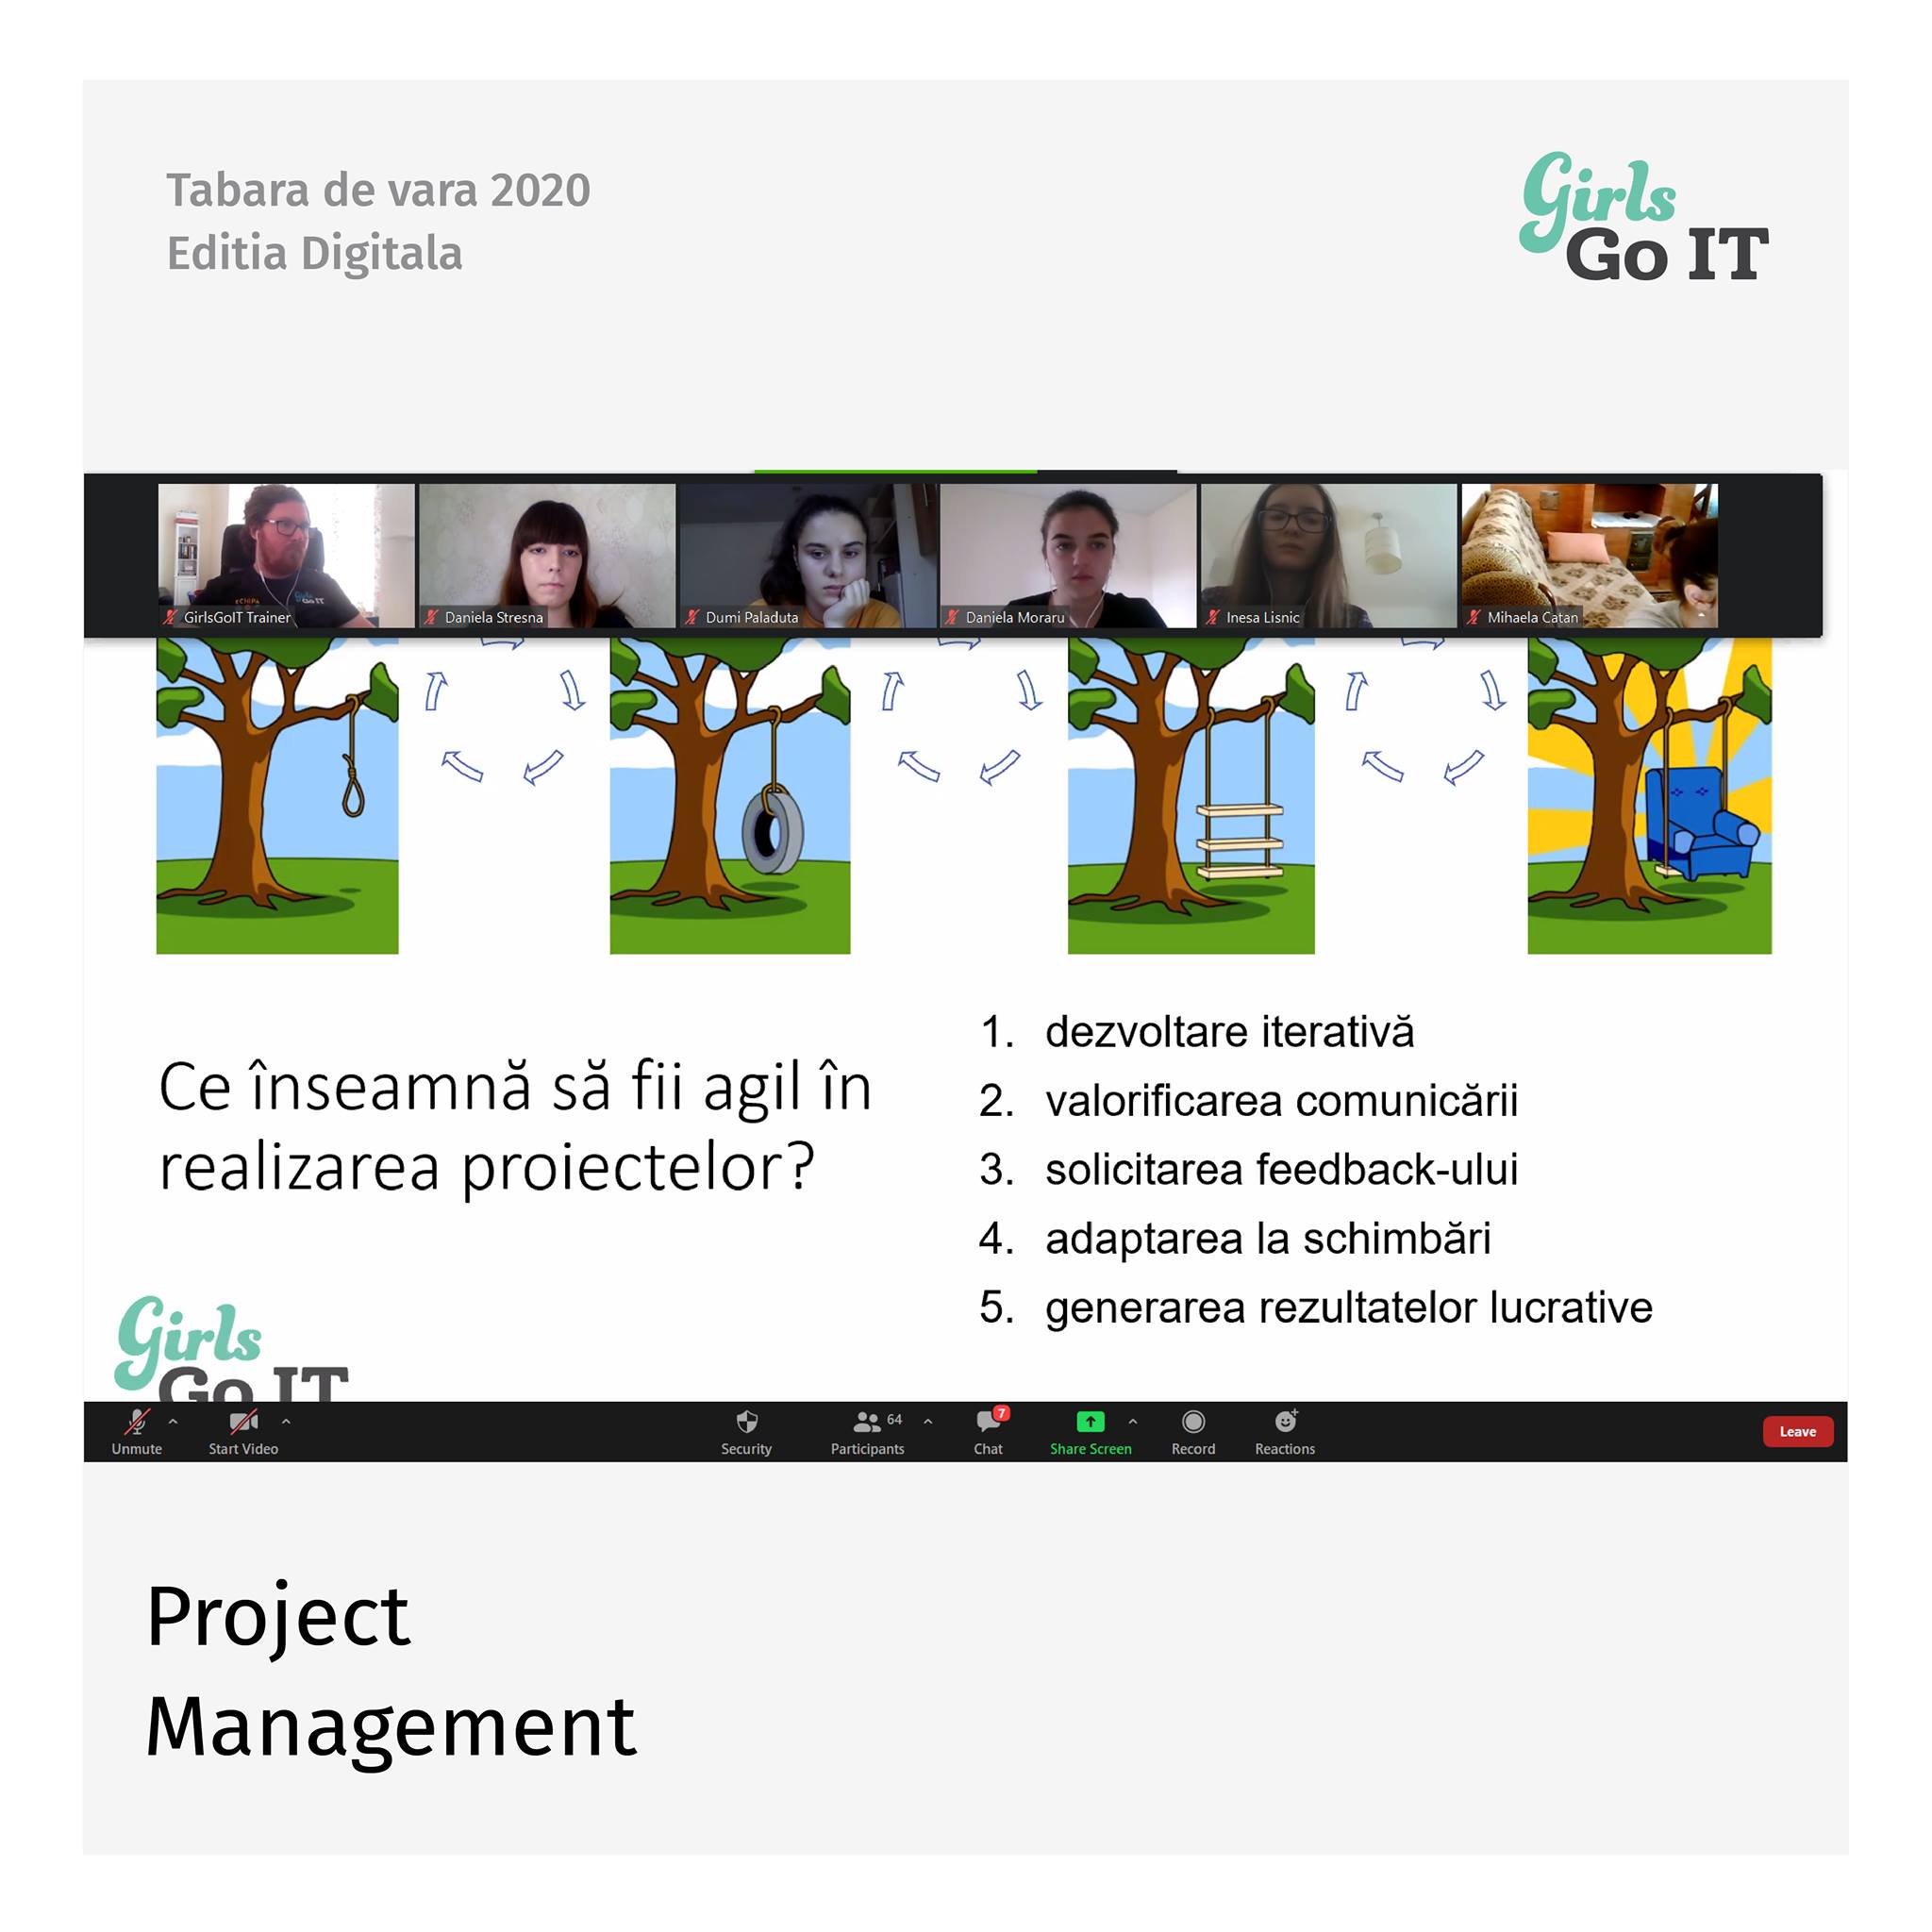 Tabara de vara 2020
Editia Digitala
Girls
Go IT
GirlsGoIT Trainer
Daniela Stresna
Dumi Paladuta
Daniela Moraru
Inesa Lisnic
Mihaela Catan
Ce înseamnă să fii agil în
realizarea proiectelor?
1. dezvoltare iterativă
2. valorificarea comunicării
3. solicitarea feedback-ului
4. adaptarea la schimbări
5. generarea rezultatelor lucrative
Girls
Go IT
Unmute
Start Video
Security
64
Participants
7
Chat
Share Screen
Record
Reactions
Leave
Project
Management